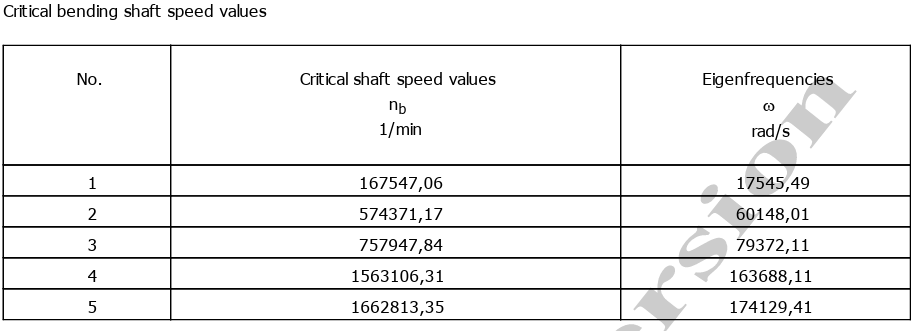 Critical bending shaft speed values
No. Critical shaft speed values Eigenfrequencies
n_b ω
1/min rad/s
1 167547,06 17545,49
2 574371,17 60148,01
3 757947,84 79372,11
4 1563106,31 163688,11
5 1662813,35 174129,41
ersion